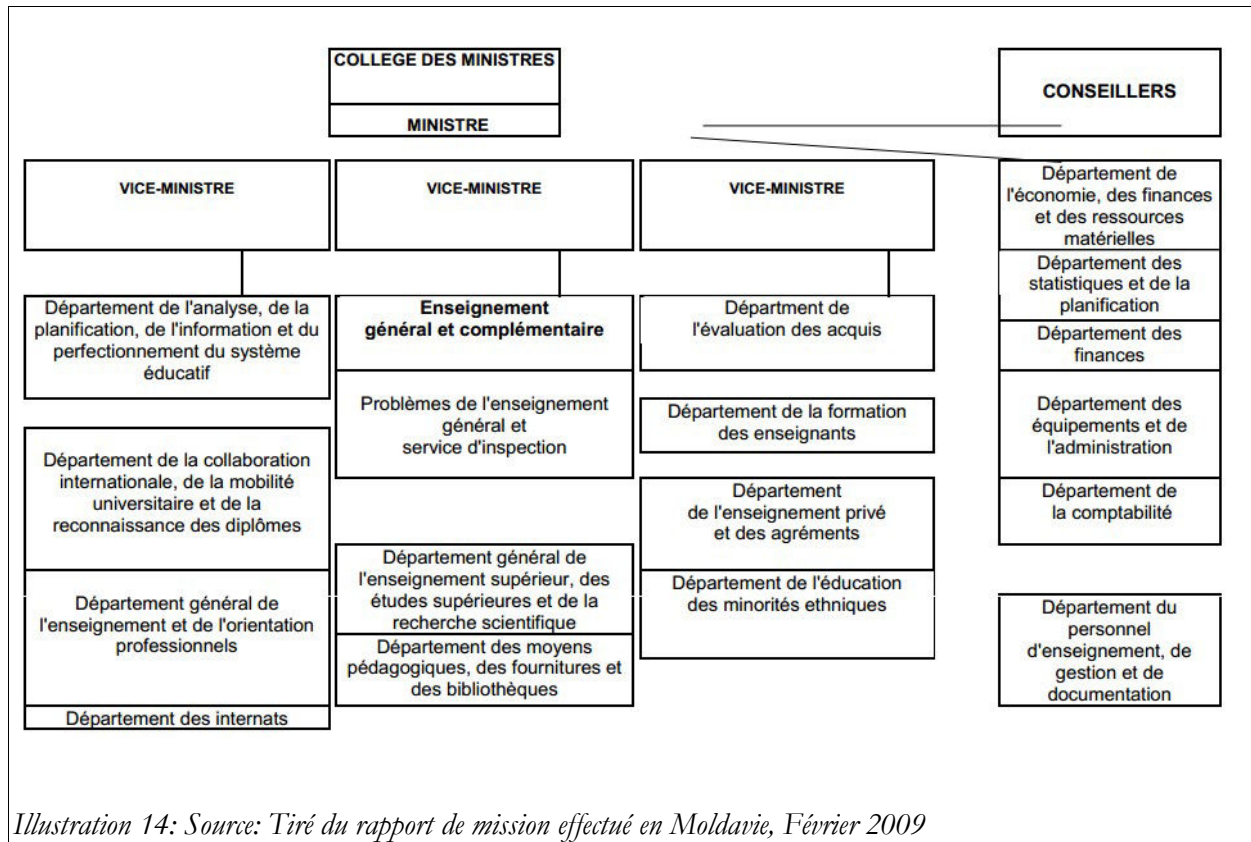 COLLEGE DES MINISTRES
MINISTRE
CONSEILLERS
VICE-MINISTRE
VICE-MINISTRE
VICE-MINISTRE
Département de l'analyse, de la
planification, de l'information et du
perfectionnement du système
éducatif
Département de la collaboration
internationale, de la mobilité
universitaire et de la
reconnaissance des diplômes
Département général de
l'enseignement et de l'orientation
professionnels
Département des internats
Enseignement
général et complémentaire
Problèmes de l'enseignement
général et
service d'inspection
Département général de
l'enseignement supérieur, des
études supérieures et de la
recherche scientifique
Département des moyens
pédagogiques, des fournitures et
des bibliothèques
Départment de
l'évaluation des acquis
Département de la formation
des enseignants
Département
de l'enseignement privé
et des agréments
Département de l'éducation
des minorités ethniques
Département de
l'économie, des finances
et des ressources
matérielles
Département des
statistiques et de la
planification
Département des
finances
Département des
équipements et de
l'administration
Département de
la comptabilité
Département du
personnel
d'enseignement, de
gestion et de
documentation
Illustration 14: Source: Tiré du rapport de mission effectué en Moldavie, Février 2009